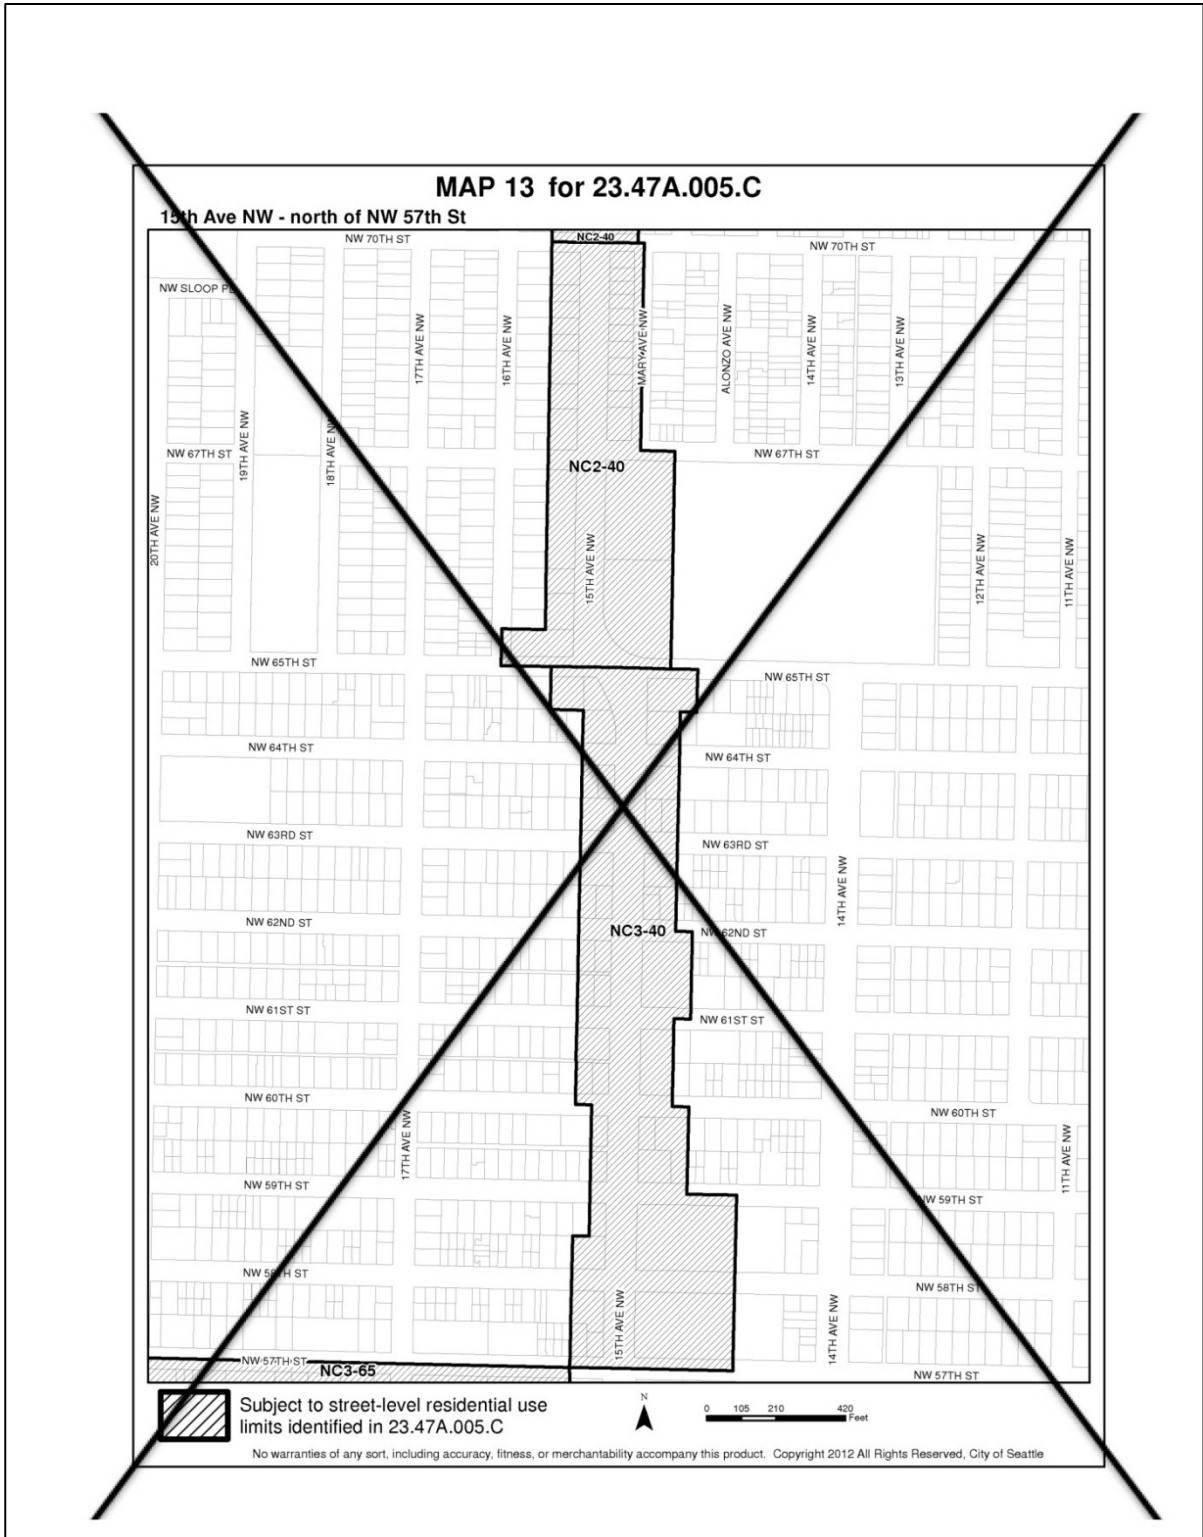 MAP 13 for 23.47A.005.C
15th Ave NW - north of NW 57th St
NW 70TH ST
NC2-40
NW 70TH ST
NW SLOOP PL
17TH AVE NW
16TH AVE NW
MARY AVE NW
ALONZO AVE NW
14TH AVE NW
13TH AVE NW
19TH AVE NW
18TH AVE NW
NW 67TH ST
NC2-40
NW 67TH ST
20TH AVE NW
15TH AVE NW
12TH AVE NW
11TH AVE NW
NW 65TH ST
NW 65TH ST
NW 64TH ST
NW 64TH ST
NW 63RD ST
NW 63RD ST
14TH AVE NW
NW 62ND ST
NC3-40
NW 62ND ST
NW 61ST ST
NW 61ST ST
NW 60TH ST
NW 60TH ST
17TH AVE NW
11TH AVE NW
NW 59TH ST
NW 59TH ST
NW 58TH ST
NW 58TH ST
15TH AVE NW
14TH AVE NW
NW 57TH ST
NC3-65
NW 57TH ST
Subject to street-level residential use
limits identified in 23.47A.005.C
N
0 105 210 420
Feet
No warranties of any sort, including accuracy, fitness, or merchantability accompany this product. Copyright 2012 All Rights Reserved, City of Seattle